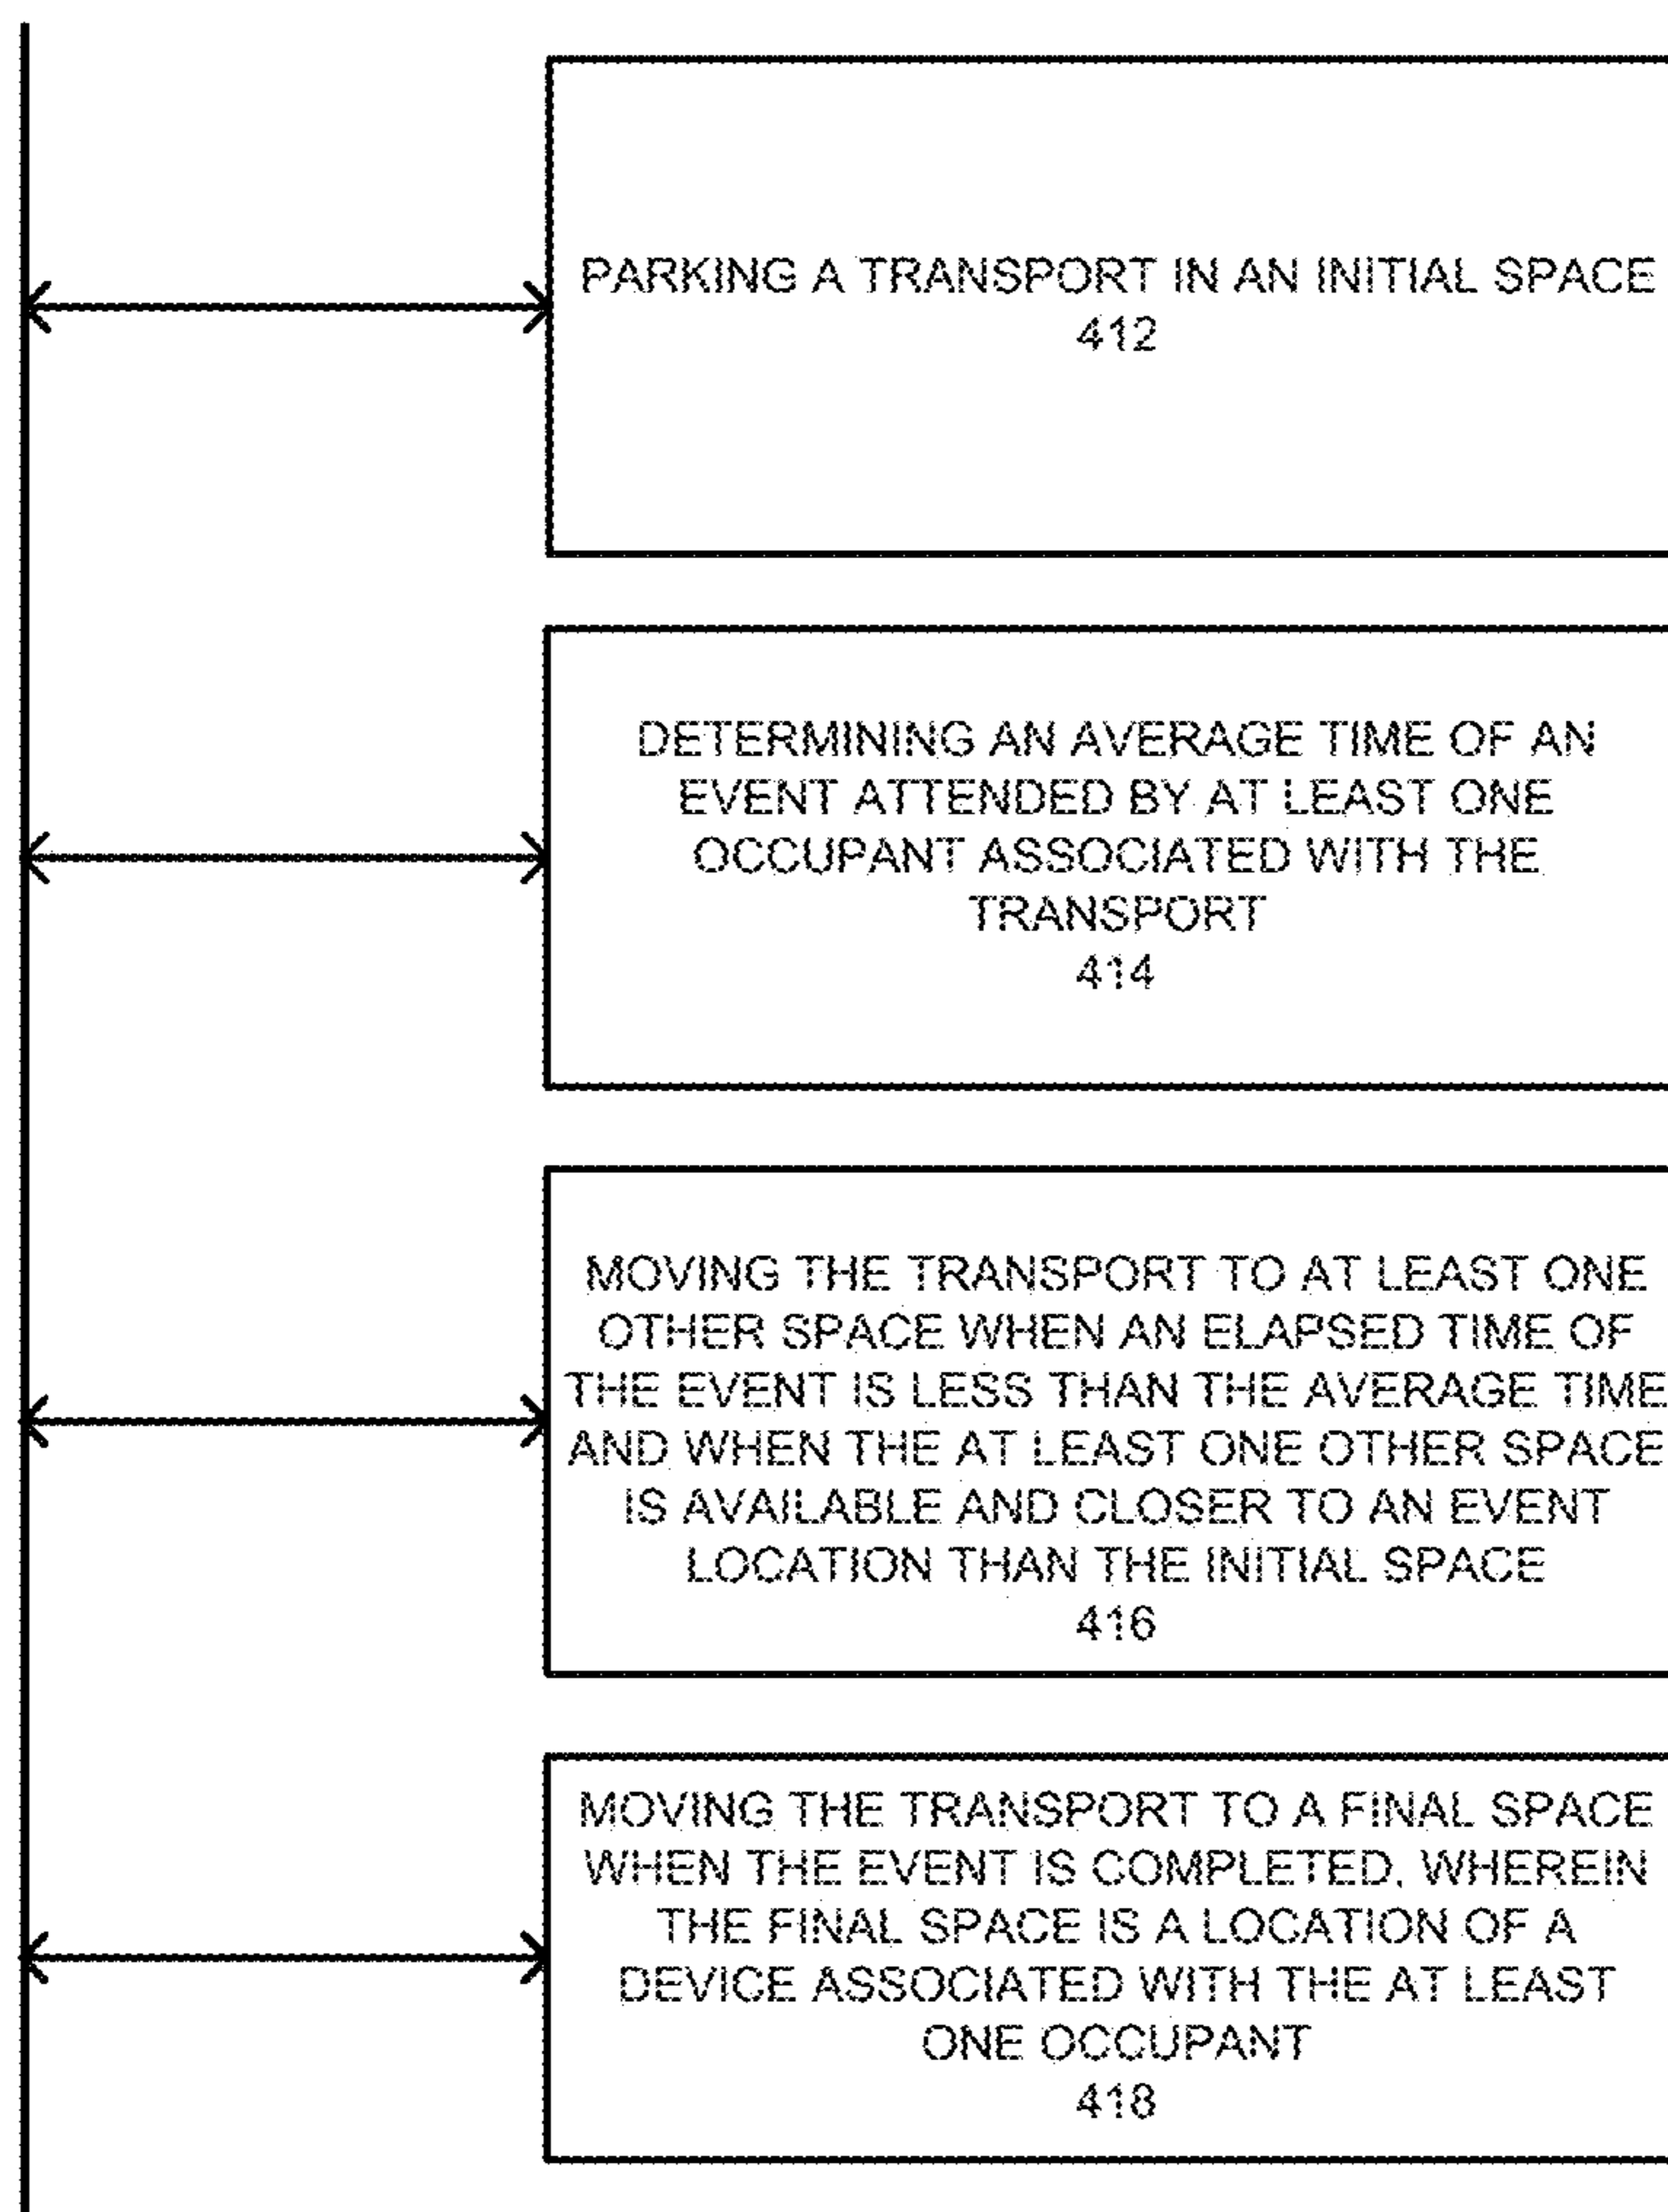 PARKING A TRANSPORT IN AN INITIAL SPACE
412
DETERMINING AN AVERAGE TIME OF AN
EVENT ATTENDED BY AT LEAST ONE
OCCUPANT ASSOCIATED WITH THE
TRANSPORT
414
MOVING THE TRANSPORT TO AT LEAST ONE
OTHER SPACE WHEN AN ELAPSED TIME OF
THE EVENT IS LESS THAN THE AVERAGE TIME
AND WHEN THE AT LEAST ONE OTHER SPACE
IS AVAILABLE AND CLOSER TO AN EVENT
LOCATION THAN THE INITIAL SPACE
416
MOVING THE TRANSPORT TO A FINAL SPACE
WHEN THE EVENT IS COMPLETED, WHEREIN
THE FINAL SPACE IS A LOCATION OF A
DEVICE ASSOCIATED WITH THE AT LEAST
ONE OCCUPANT
418